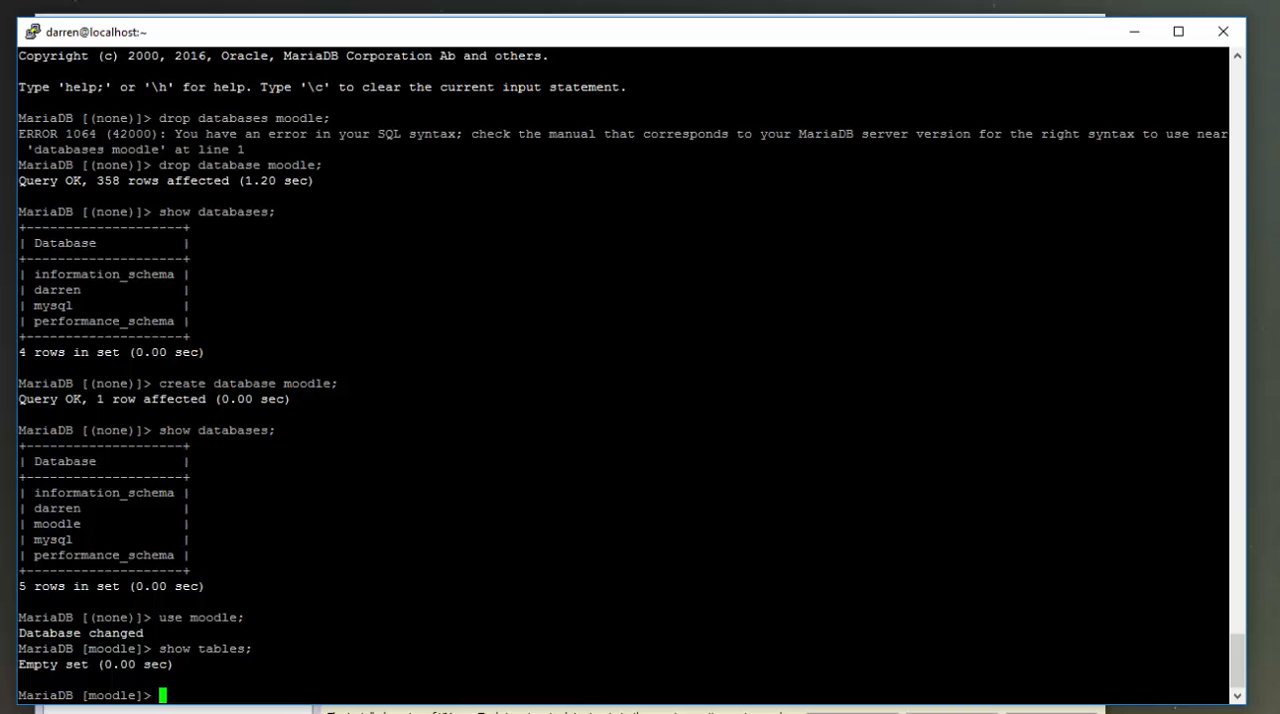 darren@localhost:~
Copyright (c) 2000, 2016, Oracle, MariaDB Corporation Ab and others.
Type 'help;' or '\h' for help. Type '\c' to clear the current input statement.
MariaDB [(none)]> drop databases moodle;
ERROR 1064 (42000): You have an error in your SQL syntax; check the manual that corresponds to your MariaDB server version for the right syntax to use near
'databases moodle' at line 1
MariaDB [(none)]> drop database moodle;
Query OK, 358 rows affected (1.20 sec)
MariaDB [(none)]> show databases;
+--------------------+
| Database           |
+--------------------+
| information_schema |
| darren             |
| mysql              |
| performance_schema |
+--------------------+
4 rows in set (0.00 sec)
MariaDB [(none)]> create database moodle;
Query OK, 1 row affected (0.00 sec)
MariaDB [(none)]> show databases;
+--------------------+
| Database           |
+--------------------+
| information_schema |
| darren             |
| moodle             |
| mysql              |
| performance_schema |
+--------------------+
5 rows in set (0.00 sec)
MariaDB [(none)]> use moodle;
Database changed
MariaDB [moodle]> show tables;
Empty set (0.00 sec)
MariaDB [moodle]>